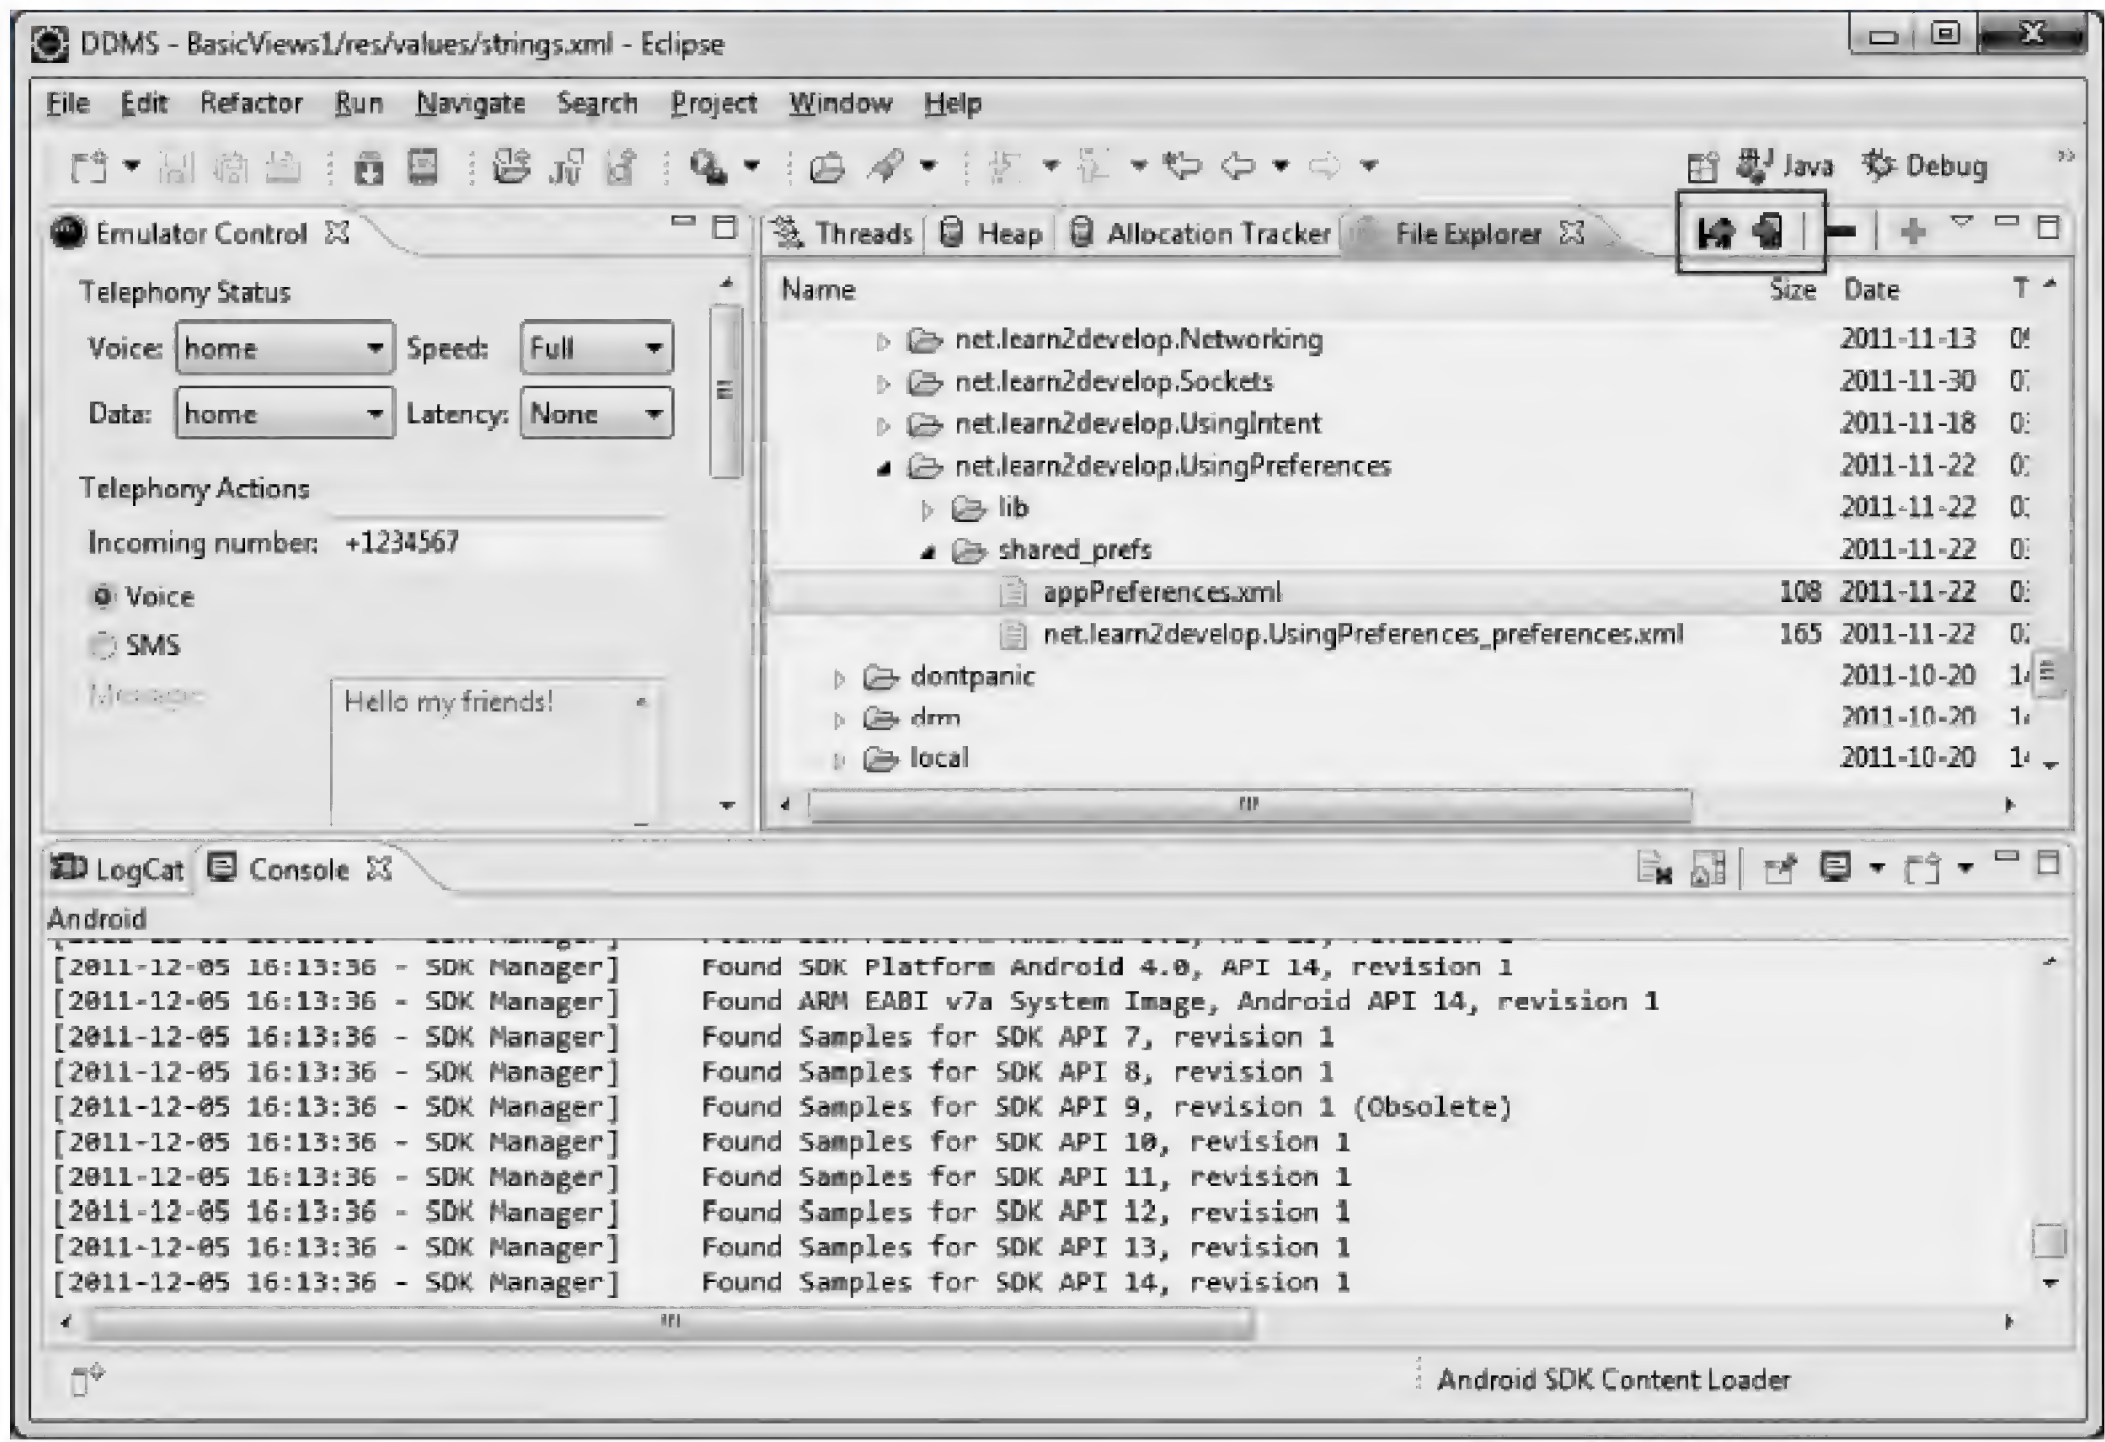 DDMS - BasicViews1/res/values/strings.xml - Eclipse
File Edit Refactor Run Navigate Search Project Window Help
Java Debug
Emulator Control
Telephony Status
Voice: home Speed: Full
Data: home Latency: None
Telephony Actions
Incoming number: +1234567
Voice
SMS
Message:
Hello my friends!
Threads Heap Allocation Tracker File Explorer
Name Size Date T
net.learn2develop.Networking 2011-11-13
net.learn2develop.Sockets 2011-11-30
net.learn2develop.UsingIntent 2011-11-18
net.learn2develop.UsingPreferences 2011-11-22
lib 2011-11-22
shared_prefs 2011-11-22
appPreferences.xml 108 2011-11-22
net.learn2develop.UsingPreferences_preferences.xml 165 2011-11-22
dontpanic 2011-10-20
drm 2011-10-20
local 2011-10-20
LogCat Console
Android
[2011-12-05 16:13:36 - SDK Manager] Found SDK Platform Android 4.0, API 14, revision 1
[2011-12-05 16:13:36 - SDK Manager] Found ARM EABI v7a System Image, Android API 14, revision 1
[2011-12-05 16:13:36 - SDK Manager] Found Samples for SDK API 7, revision 1
[2011-12-05 16:13:36 - SDK Manager] Found Samples for SDK API 8, revision 1
[2011-12-05 16:13:36 - SDK Manager] Found Samples for SDK API 9, revision 1 (Obsolete)
[2011-12-05 16:13:36 - SDK Manager] Found Samples for SDK API 10, revision 1
[2011-12-05 16:13:36 - SDK Manager] Found Samples for SDK API 11, revision 1
[2011-12-05 16:13:36 - SDK Manager] Found Samples for SDK API 12, revision 1
[2011-12-05 16:13:36 - SDK Manager] Found Samples for SDK API 13, revision 1
[2011-12-05 16:13:36 - SDK Manager] Found Samples for SDK API 14, revision 1
Android SDK Content Loader